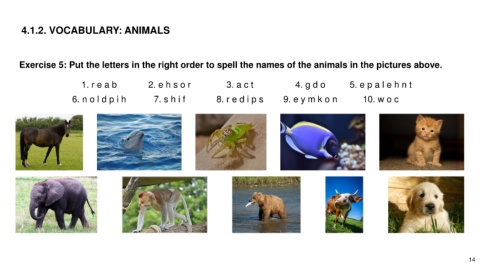 4.1.2. VOCABULARY: ANIMALS
Exercise 5: Put the letters in the right order to spell the names of the animals in the pictures above.
1. r e a b 2. e h s o r 3. a c t 4. g d o 5. e p a l e h n t
6. n o l d p i h 7. s h i f 8. r e d i p s 9. e y m k o n 10. w o c
14